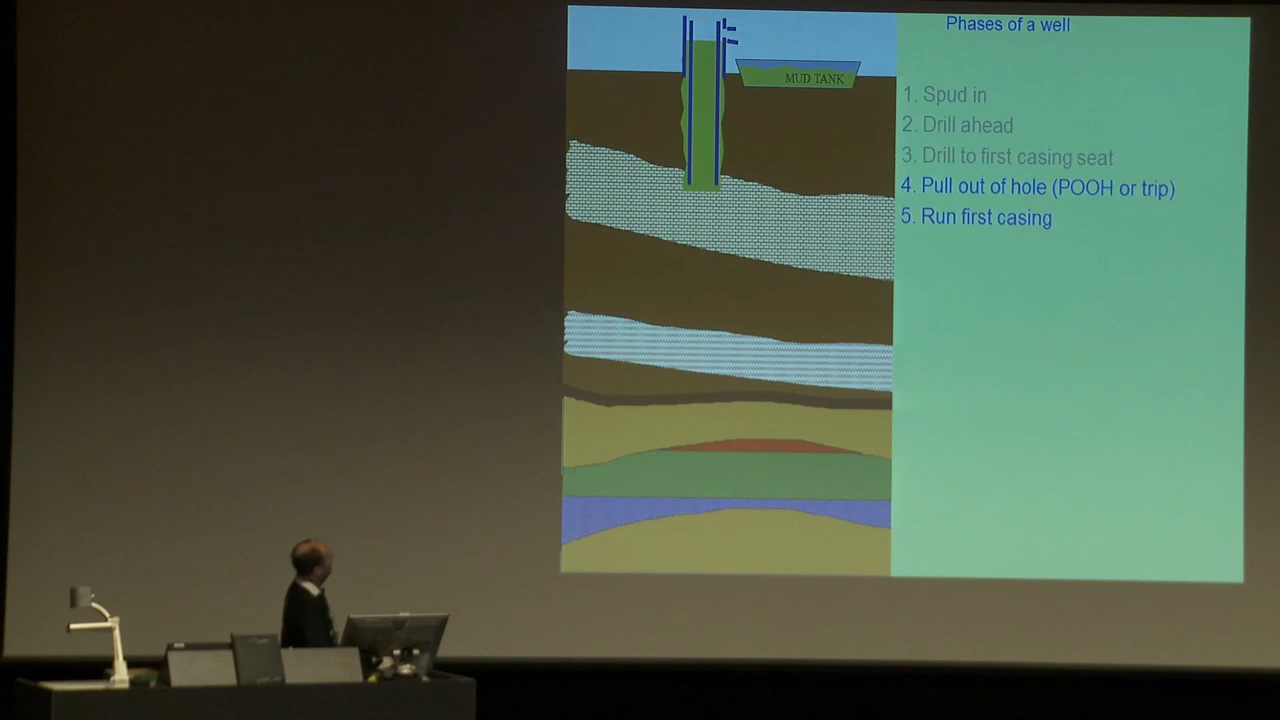 Phases of a well
MUD TANK
1. Spud in
2. Drill ahead
3. Drill to first casing seat
4. Pull out of hole (POOH or trip)
5. Run first casing